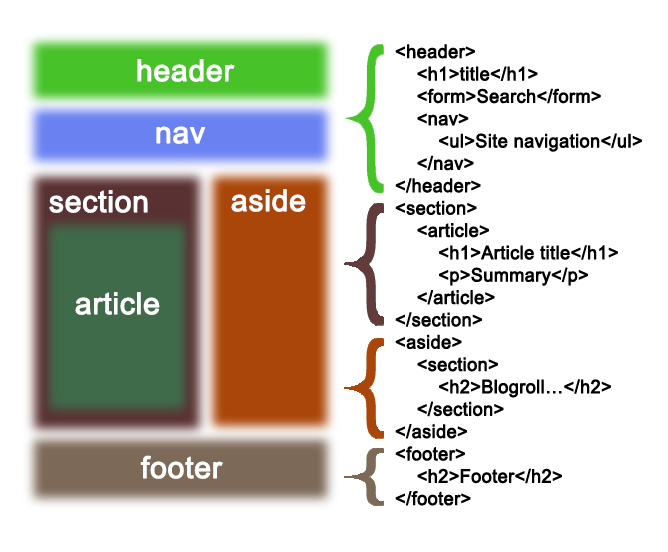 header
nav
section
aside
article
footer
<header>
<h1>title</h1>
<form>Search</form>
<nav>
<ul>Site navigation</ul>
</nav>
</header>
<section>
<article>
<h1>Article title</h1>
<p>Summary</p>
</article>
</section>
<aside>
<section>
<h2>Blogroll…</h2>
</section>
</aside>
<footer>
<h2>Footer</h2>
</footer>